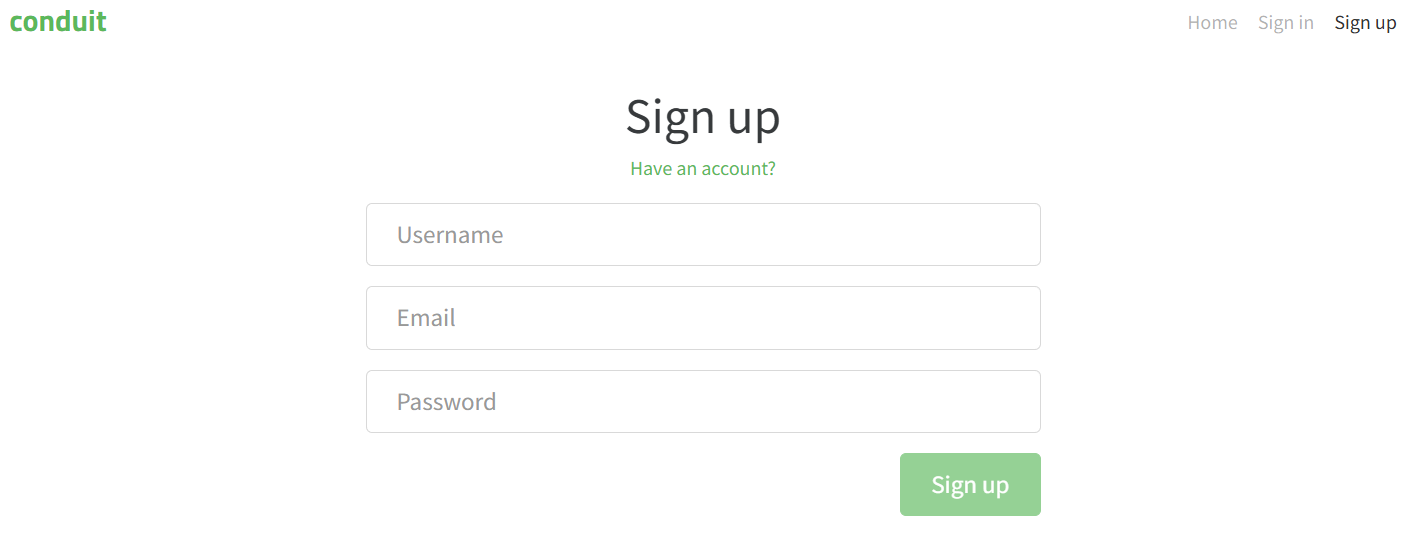 conduit
Home Sign in Sign up
Sign up
Have an account?
Username
Email
Password
Sign up